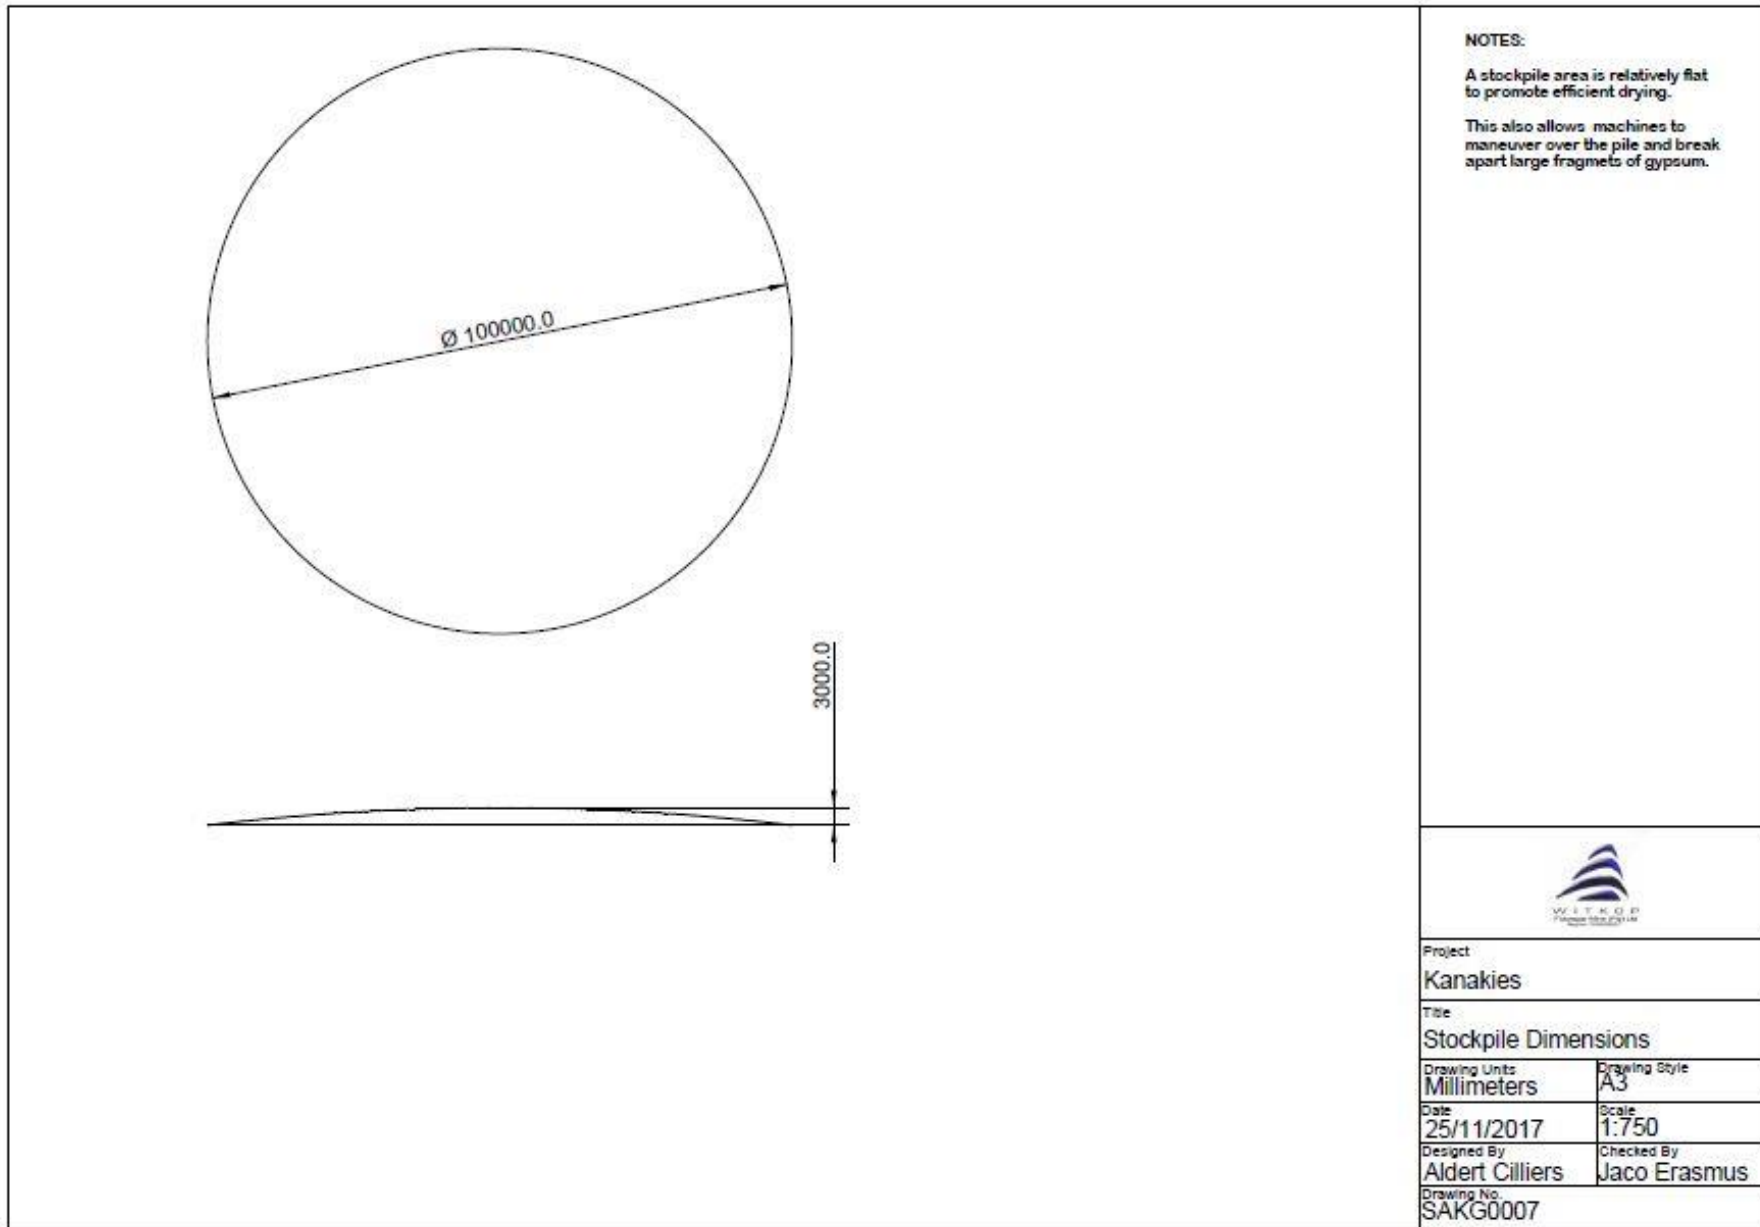 Ø 100000.0
3000.0
NOTES:
A stockpile area is relatively flat
to promote efficient drying.
This also allows machines to
maneuver over the pile and break
apart large fragmets of gypsum.
WITKOP
Project
Kanakies
Title
Stockpile Dimensions
Drawing Units
Millimeters
Drawing Style
A3
Date
25/11/2017
Scale
1:750
Designed By
Aldert Cilliers
Checked By
Jaco Erasmus
Drawing No.
SAKG0007